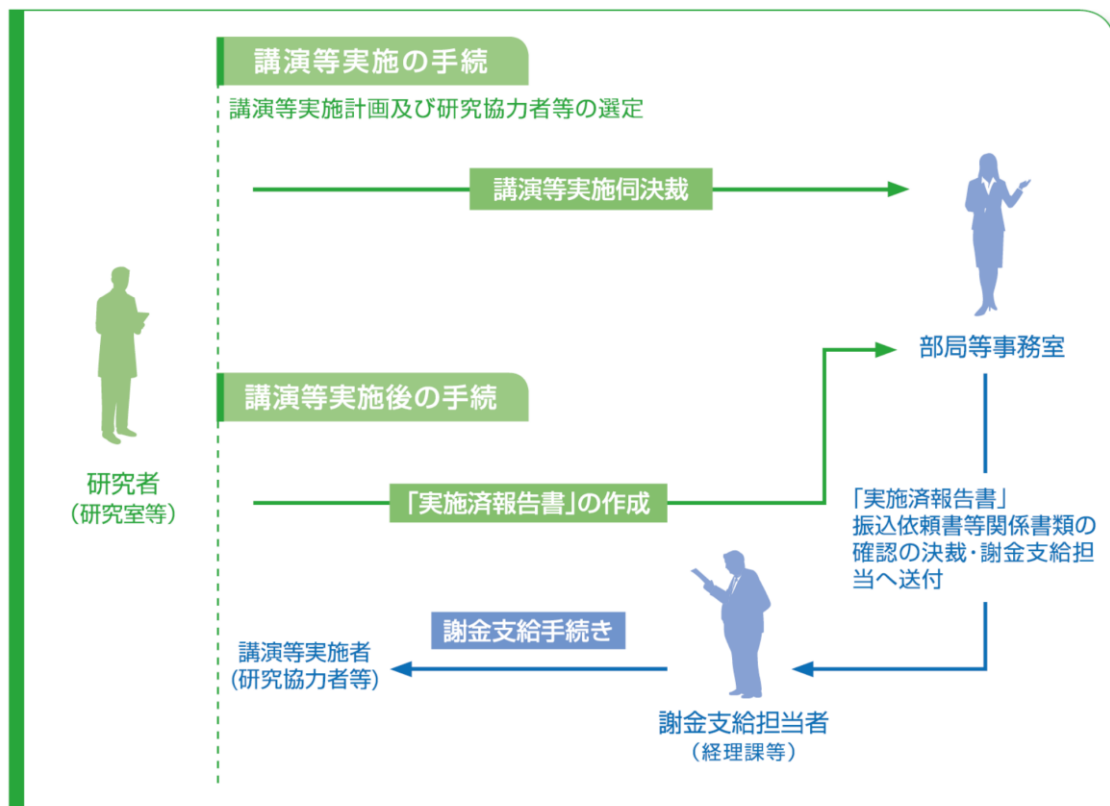 講演等実施の手続
講演等実施計画及び研究協力者等の選定
講演等実施伺決裁
部局等事務室
講演等実施後の手続
研究者
（研究室等）
「実施済報告書」の作成
「実施済報告書」
振込依頼書等関係書類の
確認の決裁・謝金支給担
当へ送付
謝金支給手続き
講演等実施者
(研究協力者等)
謝金支給担当者
（経理課等）